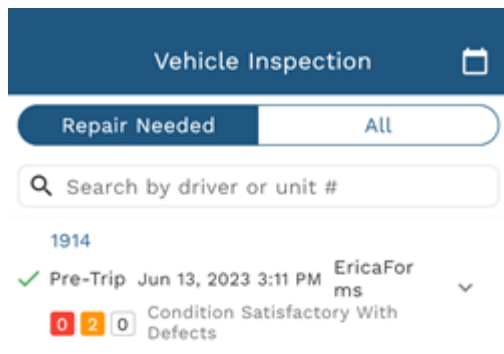 Vehicle Inspection
Repair Needed All
Search by driver or unit #
1914
Pre-Trip Jun 13, 2023 3:11 PM EricaFor
ms
0 2 0 Condition Satisfactory With
Defects